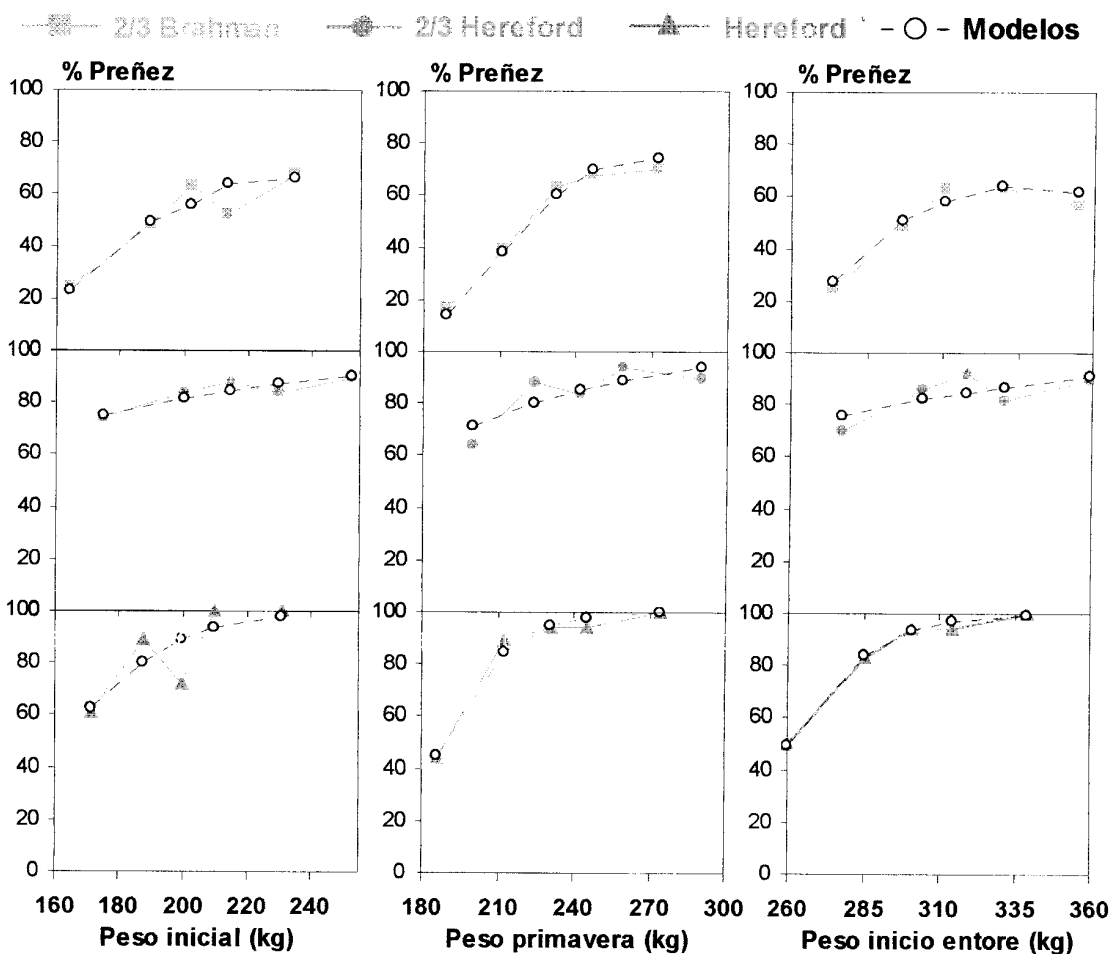 2/3 Brahman 2/3 Hereford Hereford - O - Modelos
% Preñez % Preñez % Preñez
100 100 100
80 80 80
60 60 60
40 40 40
20 20 20
100 100 100
80 80 80
60 60 60
40 40 40
20 20 20
100 100 100
80 80 80
60 60 60
40 40 40
20 20 20
0 0 0
160 180 200 220 240 180 210 240 270 300 260 285 310 335 360
Peso inicial (kg) Peso primavera (kg) Peso inicio entore (kg)